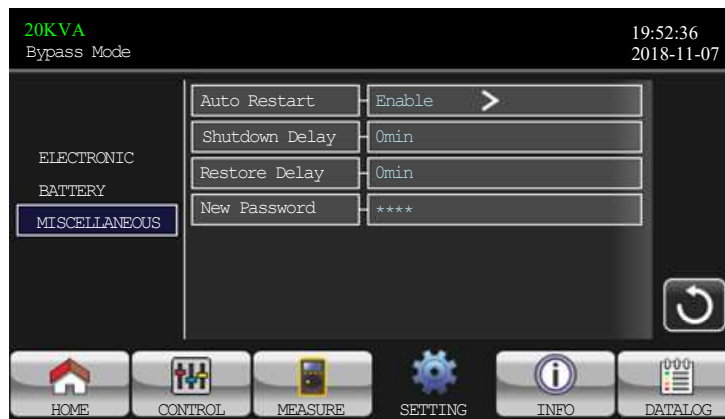 20KVA 19:52:36
Bypass Mode 2018-11-07
Auto Restart Enable >
Shutdown Delay 0min
Restore Delay 0min
New Password ****
ELECTRONIC
BATTERY
MISCELLANEOUS
HOME CONTROL MEASURE SETTING INFO DATALOG